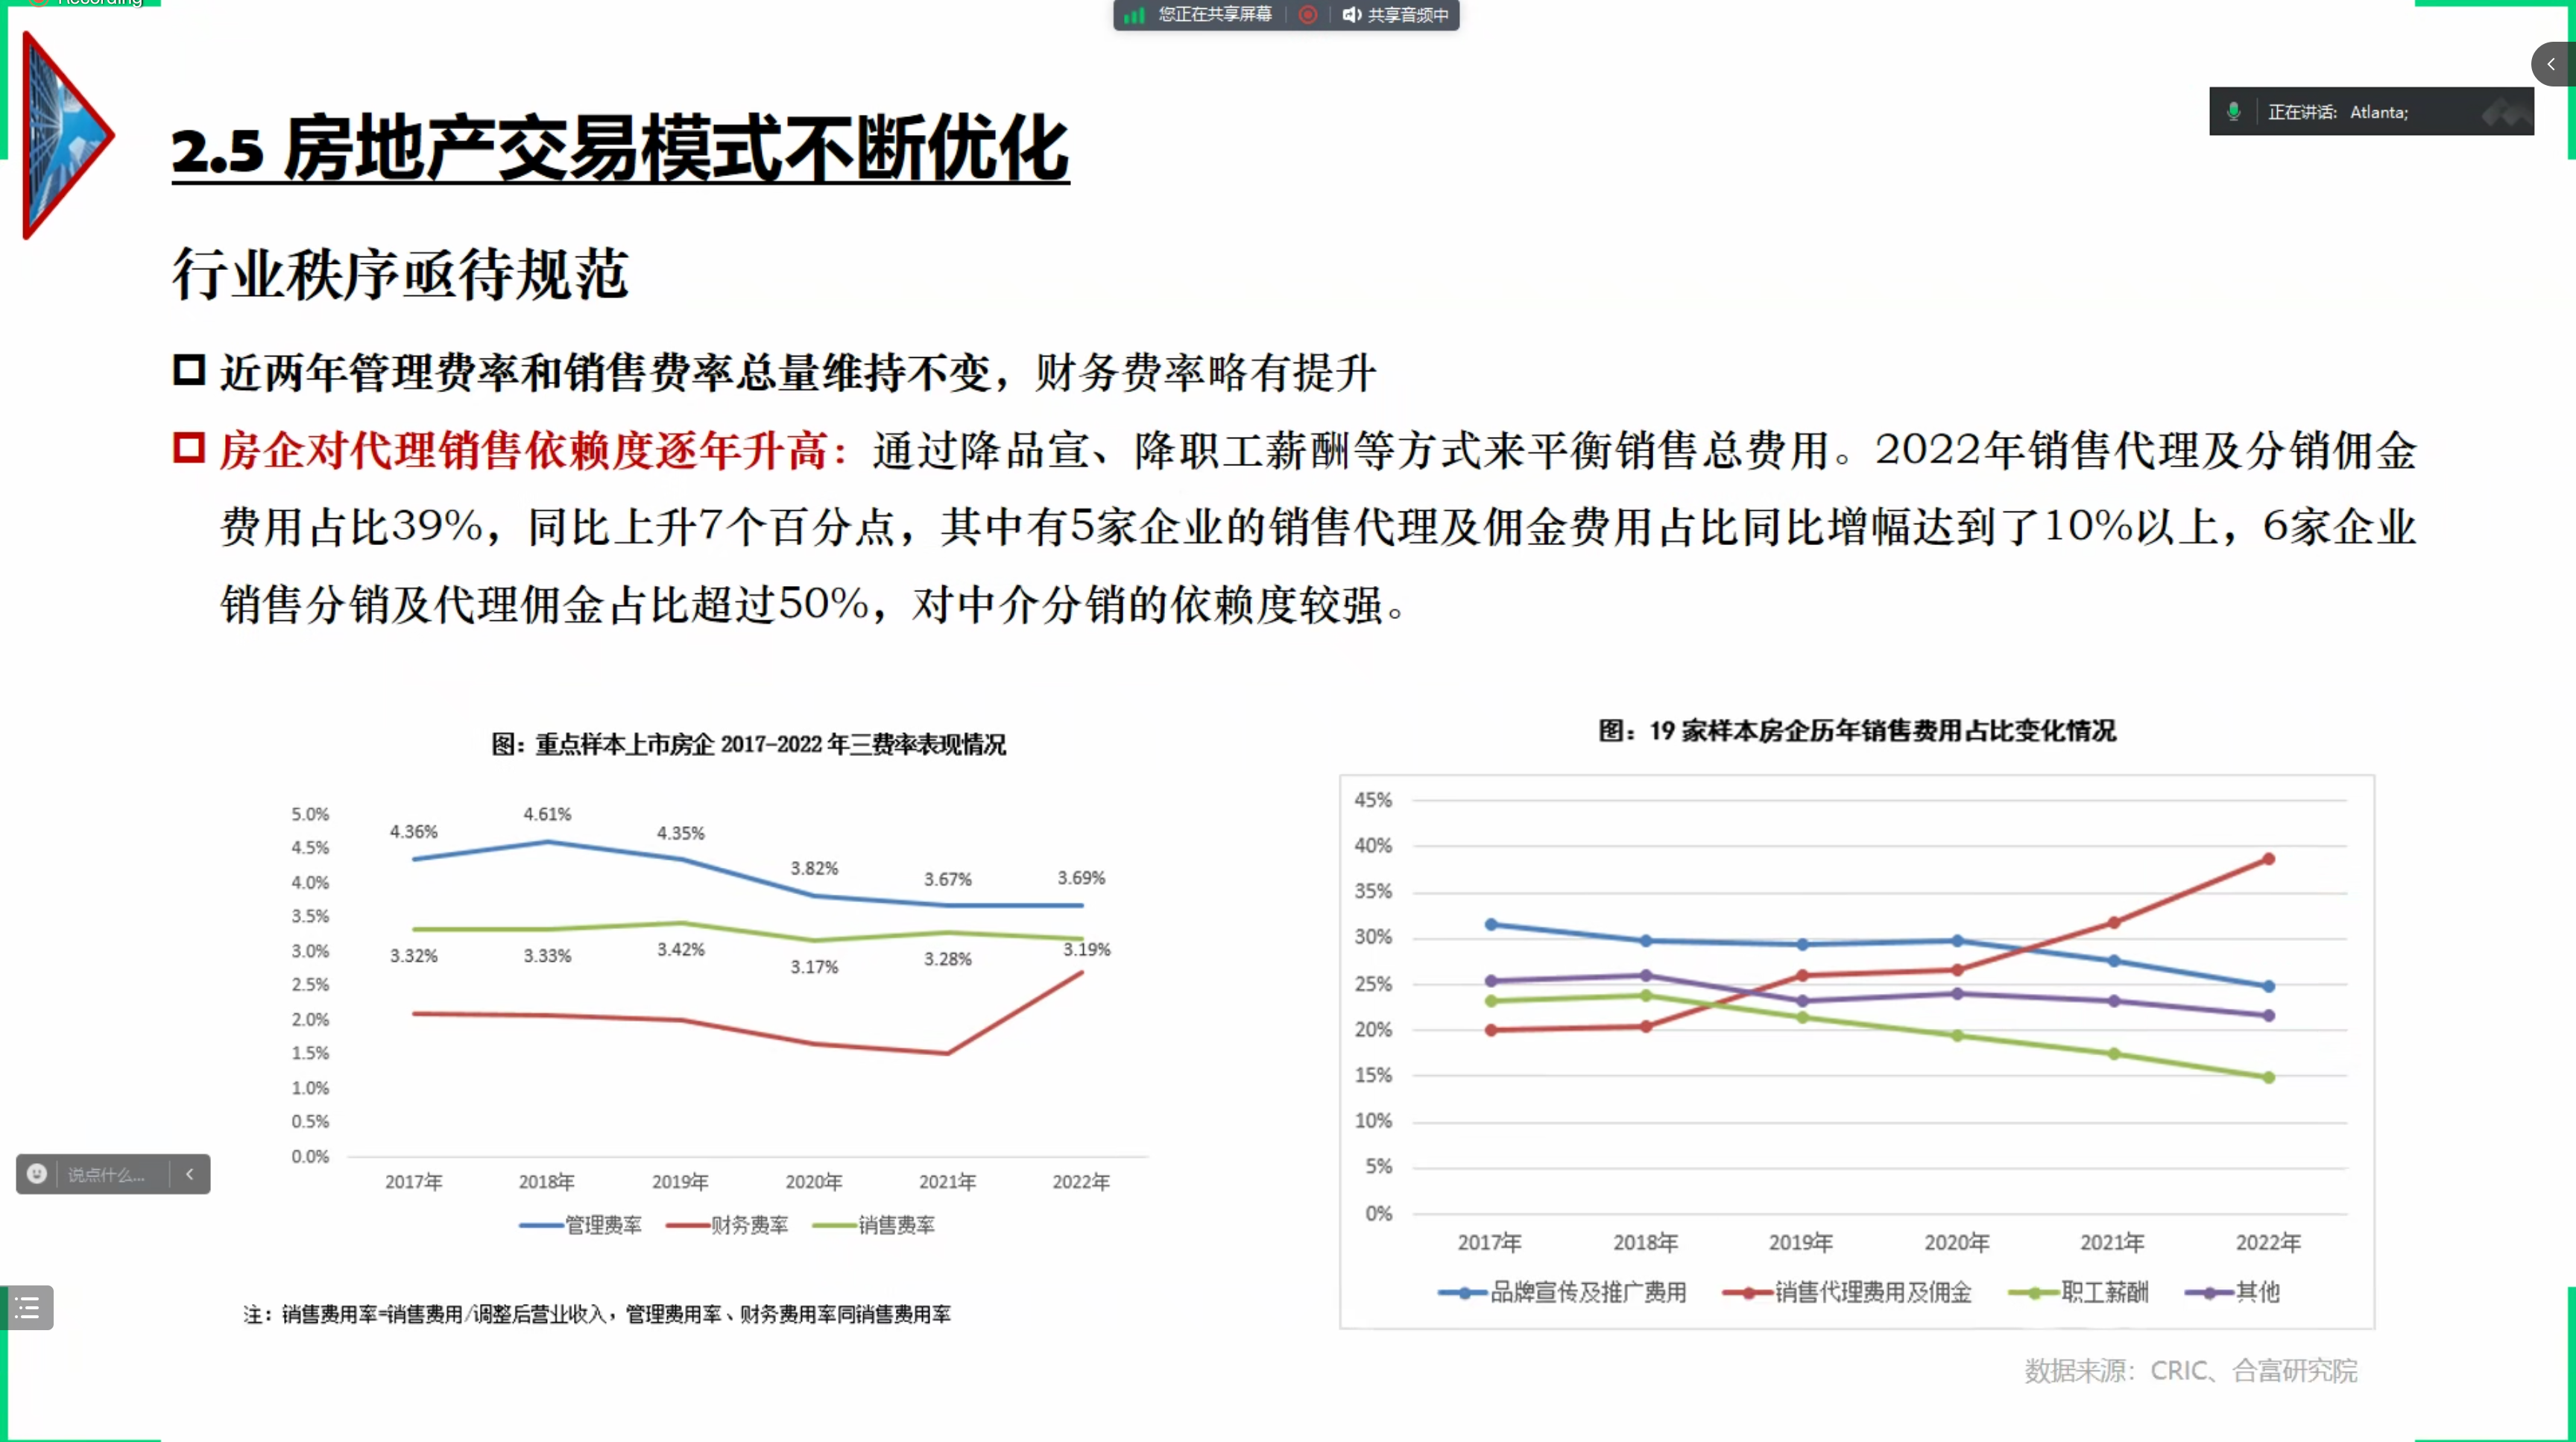 Recording
您正在共享屏幕
共享音频中
正在讲话: Atlanta;
2.5 房地产交易模式不断优化
行业秩序亟待规范
近两年管理费率和销售费率总量维持不变，财务费率略有提升
房企对代理销售依赖度逐年升高：通过降品宣、降职工薪酬等方式来平衡销售总费用。2022年销售代理及分销佣金
费用占比39%，同比上升7个百分点，其中有5家企业的销售代理及佣金费用占比同比增幅达到了10%以上，6家企业
销售分销及代理佣金占比超过50%，对中介分销的依赖度较强。
图：重点样本上市房企 2017-2022 年三费率表现情况
5.0%
4.5%
4.0%
3.5%
3.0%
2.5%
2.0%
1.5%
1.0%
0.5%
0.0%
4.36%
4.61%
4.35%
3.82%
3.67%
3.69%
3.32%
3.33%
3.42%
3.17%
3.28%
3.19%
2017年
2018年
2019年
2020年
2021年
2022年
管理费率
财务费率
销售费率
注：销售费用率=销售费用/调整后营业收入，管理费用率、财务费用率同销售费用率
图：19 家样本房企历年销售费用占比变化情况
45%
40%
35%
30%
25%
20%
15%
10%
5%
0%
2017年
2018年
2019年
2020年
2021年
2022年
品牌宣传及推广费用
销售代理费用及佣金
职工薪酬
其他
数据来源：CRIC、合富研究院
说点什么...